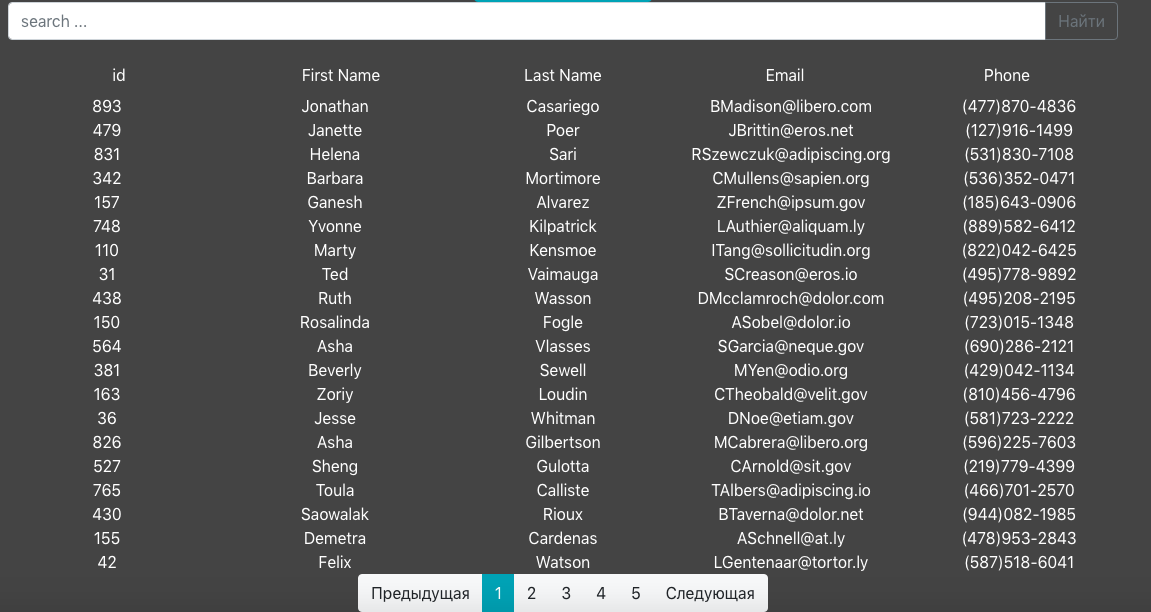 search ... Найти
id First Name Last Name Email Phone
893 Jonathan Casariego BMadison@libero.com (477)870-4836
479 Janette Poer JBrittin@eros.net (127)916-1499
831 Helena Sari RSzewczuk@adipiscing.org (531)830-7108
342 Barbara Mortimore CMullens@sapien.org (536)352-0471
157 Ganesh Alvarez ZFrench@ipsum.gov (185)643-0906
748 Yvonne Kilpatrick LAuthier@aliquam.ly (889)582-6412
110 Marty Kensmoe ITang@sollicitudin.org (822)042-6425
31 Ted Vaimauga SCreason@eros.io (495)778-9892
438 Ruth Wasson DMcclamroch@dolor.com (495)208-2195
150 Rosalinda Fogle ASobel@dolor.io (723)015-1348
564 Asha Vlasses SGarcia@neque.gov (690)286-2121
381 Beverly Sewell MYen@odio.org (429)042-1134
163 Zoriy Loudin CTheobald@velit.gov (810)456-4796
36 Jesse Whitman DNoe@etiam.gov (581)723-2222
826 Asha Gilbertson MCabrera@libero.org (596)225-7603
527 Sheng Gulotta CArnold@sit.gov (219)779-4399
765 Toula Calliste TAlbers@adipiscing.io (466)701-2570
430 Saowalak Rioux BTaverna@dolor.net (944)082-1985
155 Demetra Cardenas ASchnell@at.ly (478)953-2843
42 Felix Watson LGentenaar@tortor.ly (587)518-6041
Предыдущая 1 2 3 4 5 Следующая